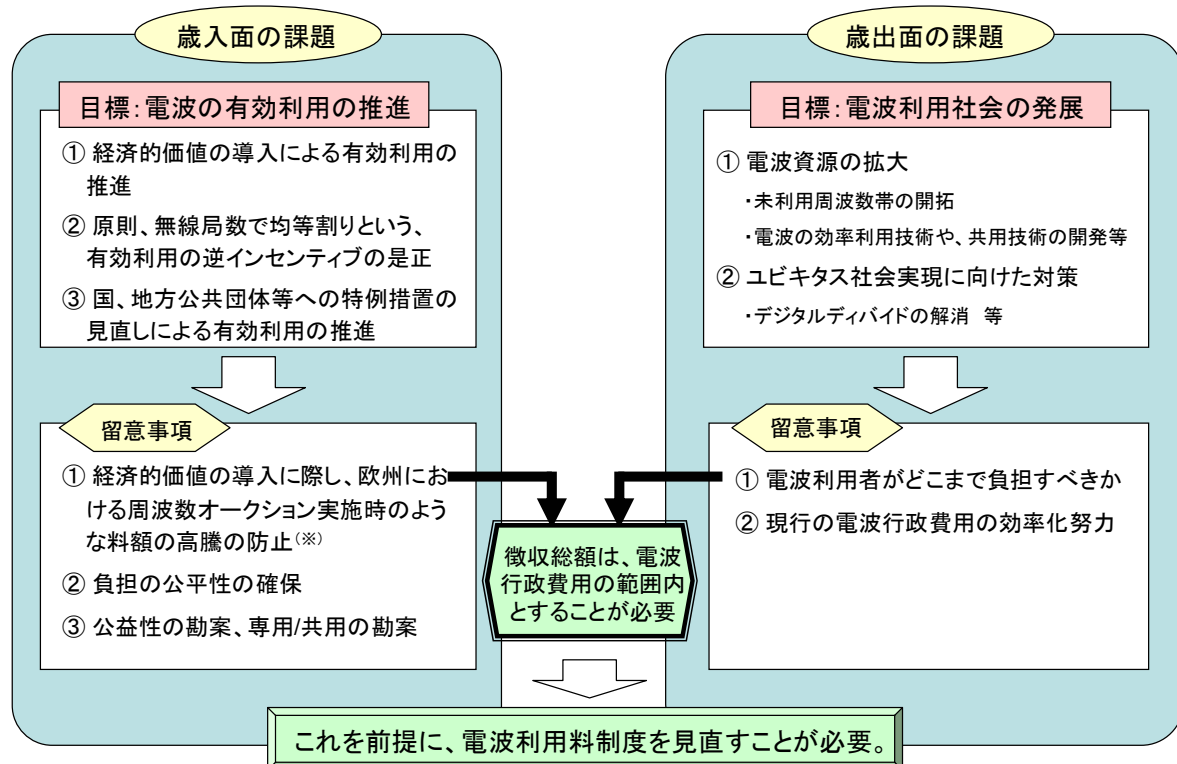 歳入面の課題
目標：電波の有効利用の推進
① 経済的価値の導入による有効利用の
推進
② 原則、無線局数で均等割りという、
有効利用の逆インセンティブの是正
③ 国、地方公共団体等への特例措置の
見直しによる有効利用の推進
留意事項
① 経済的価値の導入に際し、欧州にお
ける周波数オークション実施時のよう
な料額の高騰の防止(※)
② 負担の公平性の確保
③ 公益性の勘案、専用/共用の勘案
歳出面の課題
目標：電波利用社会の発展
① 電波資源の拡大
・未利用周波数帯の開拓
・電波の効率利用技術や、共用技術の開発等
② ユビキタス社会実現に向けた対策
・デジタルディバイドの解消　等
留意事項
① 電波利用者がどこまで負担すべきか
② 現行の電波行政費用の効率化努力
徴収総額は、電波
行政費用の範囲内
とすることが必要
これを前提に、電波利用料制度を見直すことが必要。